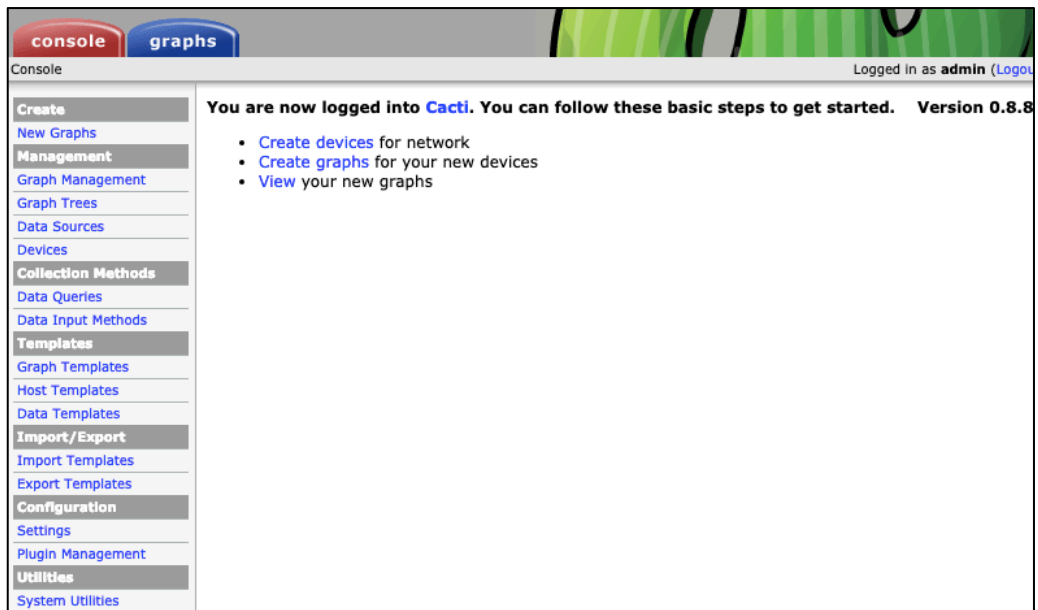 console graphs
Console Logged in as admin (Logou
Create
New Graphs
Management
Graph Management
Graph Trees
Data Sources
Devices
Collection Methods
Data Queries
Data Input Methods
Templates
Graph Templates
Host Templates
Data Templates
Import/Export
Import Templates
Export Templates
Configuration
Settings
Plugin Management
Utilities
System Utilities
You are now logged into Cacti. You can follow these basic steps to get started. Version 0.8.8
• Create devices for network
• Create graphs for your new devices
• View your new graphs